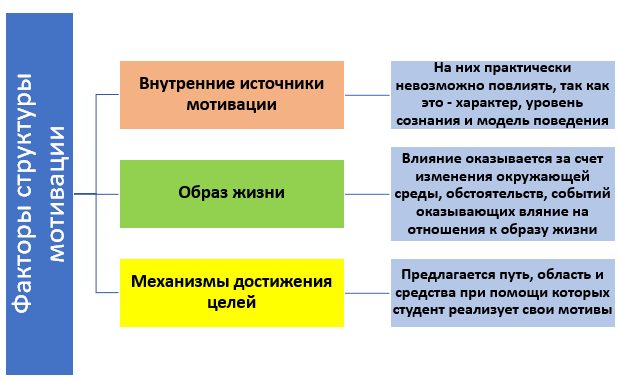 Факторы структуры
мотивации
Внутренние источники
мотивации
На них практически
невозможно повлиять, так как
это - характер, уровень
сознания и модель поведения
Образ жизни
Влияние оказывается за счет
изменения окружающей
среды, обстоятельств, событий
оказывающих вляние на
отношения к образу жизни
Механизмы достижения
целей
Предлагается путь, область и
средства при помощи которых
студент реализует свои мотивы